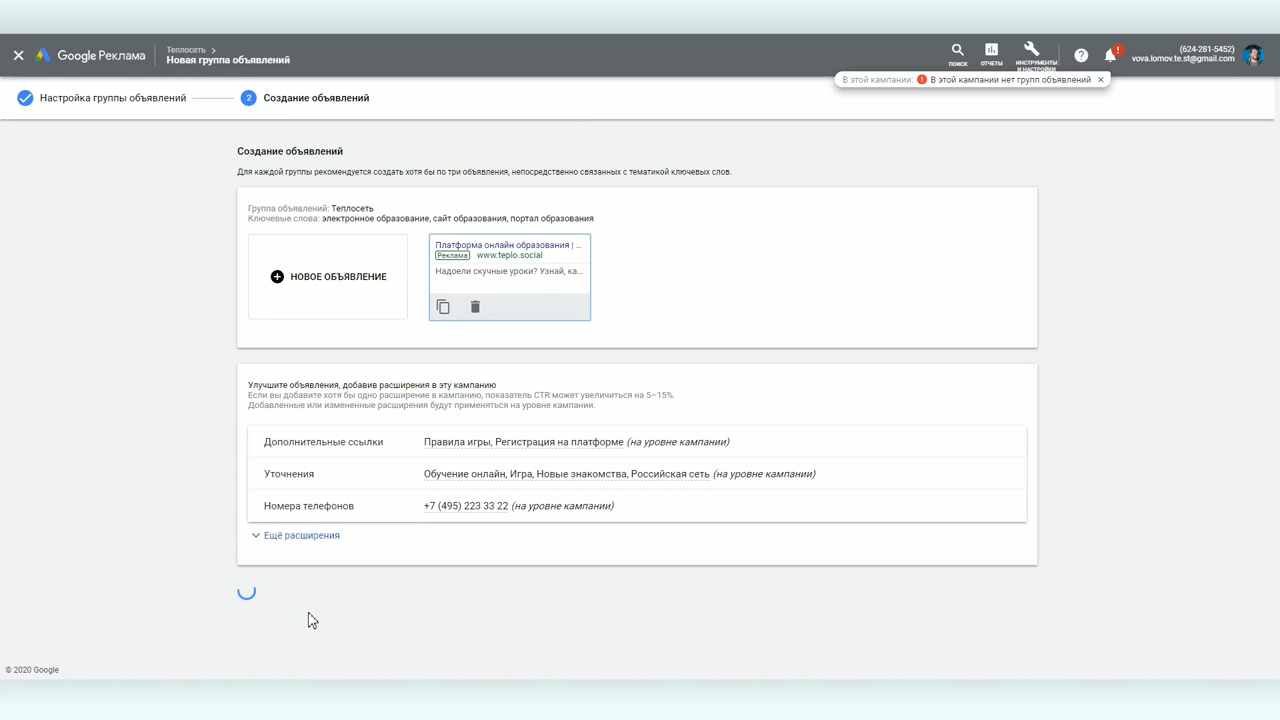 Google Реклама
Теплосеть
Новая группа объявлений
ПОИСК
ОТЧЕТЫ
ИНСТРУМЕНТЫ
И НАСТРОЙКИ
(624-281-5452)
vova.lomov.te.st@gmail.com
В этой кампании: В этой кампании нет групп объявлений
Настройка группы объявлений
2 Создание объявлений
Создание объявлений
Для каждой группы рекомендуется создать хотя бы по три объявления, непосредственно связанных с тематикой ключевых слов.
Группа объявлений: Теплосеть
Ключевые слова: электронное образование, сайт образования, портал образования
НОВОЕ ОБЪЯВЛЕНИЕ
Платформа онлайн образования | ...
Реклама www.teplo.social
Надоели скучные уроки? Узнай, ка...
Улучшите объявления, добавив расширения в эту кампанию
Если вы добавите хотя бы одно расширение в кампанию, показатель CTR может увеличиться на 5–15%.
Добавленные или измененные расширения будут применяться на уровне кампании.
Дополнительные ссылки Правила игры, Регистрация на платформе (на уровне кампании)
Уточнения Обучение онлайн, Игра, Новые знакомства, Российская сеть (на уровне кампании)
Номера телефонов +7 (495) 223 33 22 (на уровне кампании)
Ещё расширения
© 2020 Google